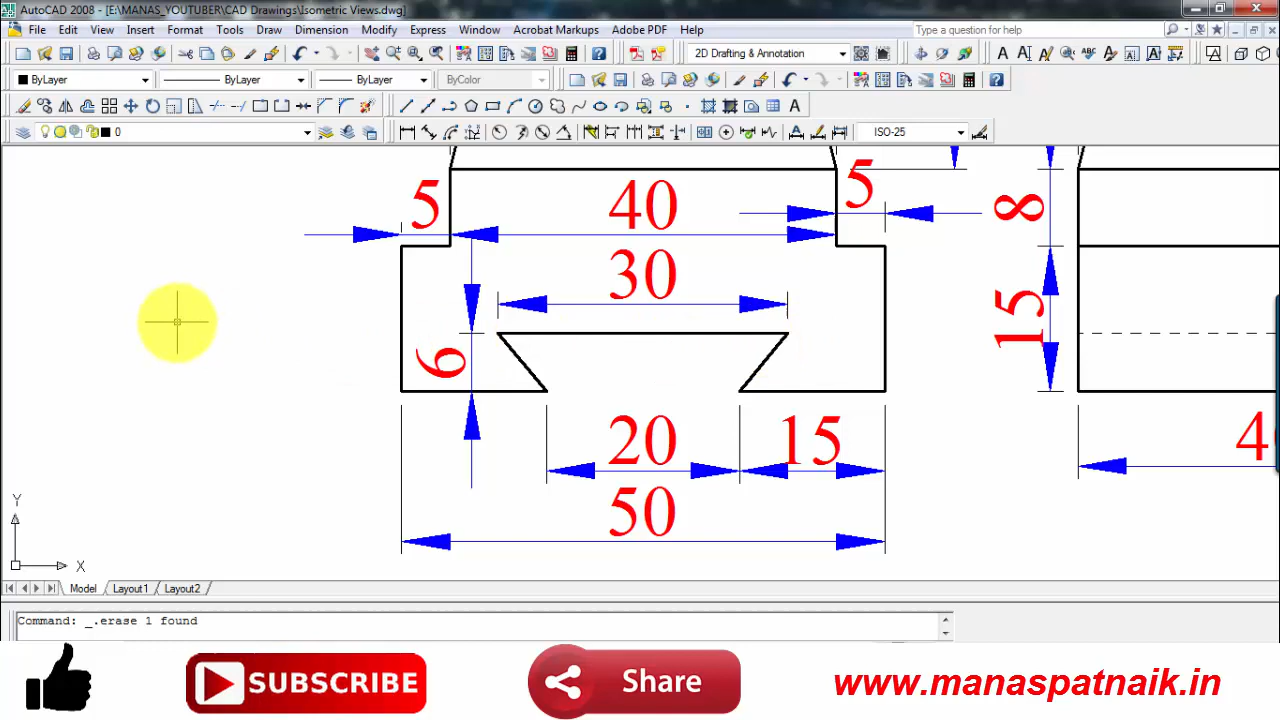 AutoCAD 2008 - [E:\MANAS_YOUTUBER\CAD Drawings\Isometric Views.dwg]
File Edit View Insert Format Tools Draw Dimension Modify Express Window Acrobat Markups Adobe PDF Help Type a question for help
2D Drafting & Annotation
ByLayer ByLayer ByLayer ByColor
0 ISO-25
5 40 5 8
30
6 15
20 15 4
50
Y
X
Model Layout1 Layout2
Command: _.erase 1 found
SUBSCRIBE Share www.manaspatnaik.in